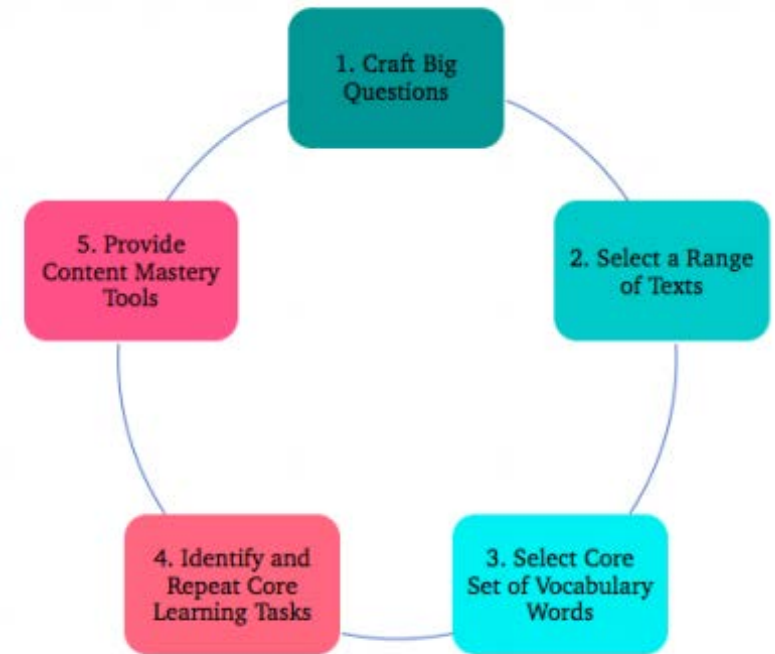 1. Craft Big
Questions
2. Select a Range
of Texts
3. Select Core
Set of Vocabulary
Words
4. Identify and
Repeat Core
Learning Tasks
5. Provide
Content Mastery
Tools